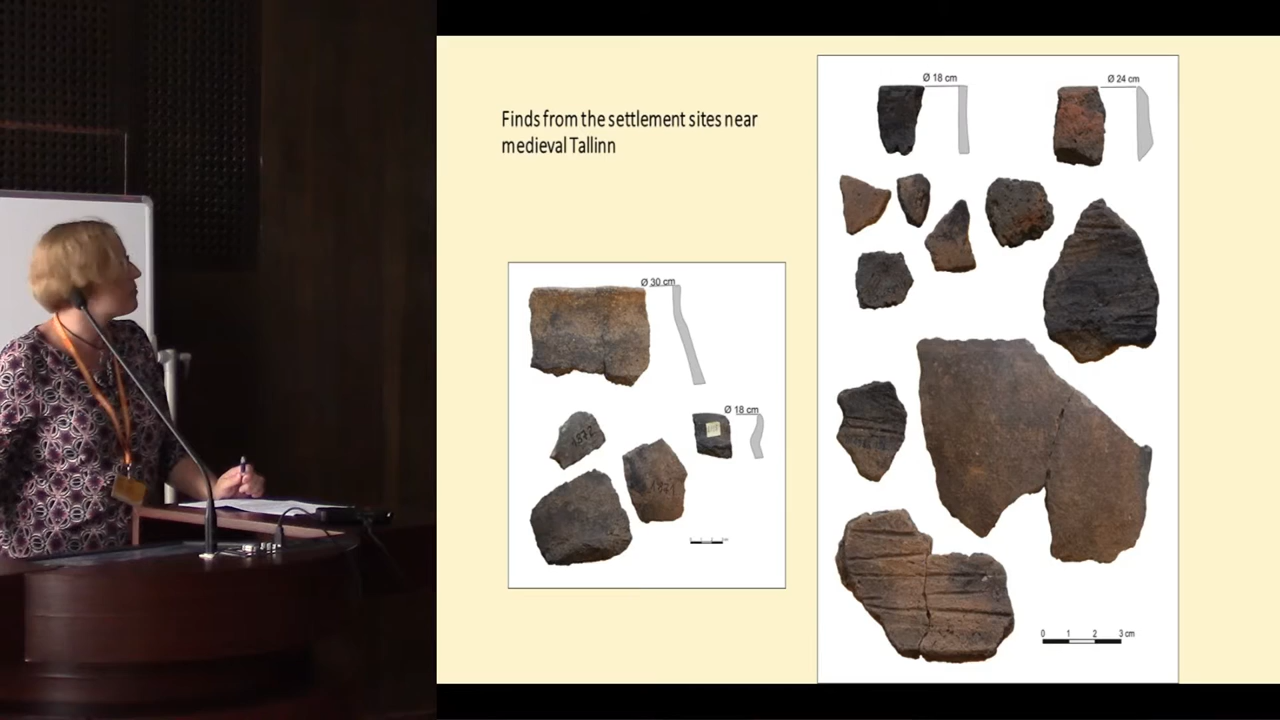 Finds from the settlement sites near
medieval Tallinn
Ø 30 cm
Ø 18 cm
Ø 18 cm
Ø 24 cm
0 1 2 3 cm